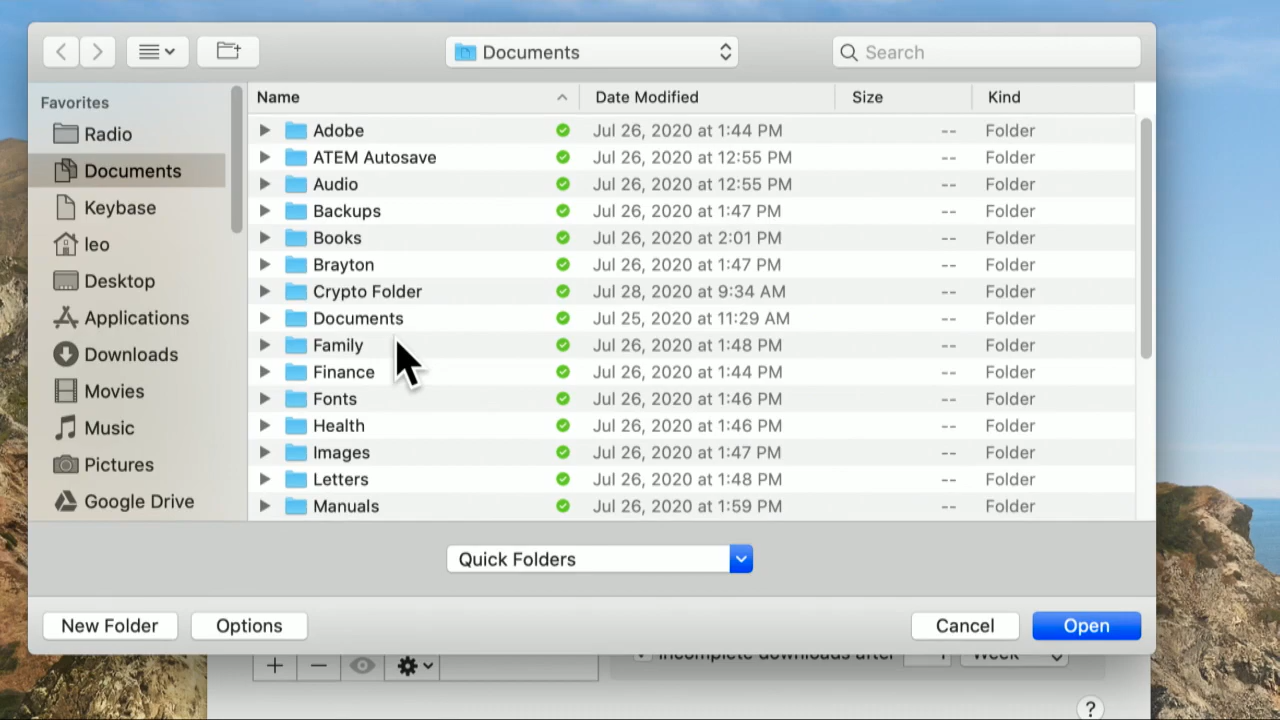 Documents
Search
Favorites
Radio
Documents
Keybase
leo
Desktop
Applications
Downloads
Movies
Music
Pictures
Google Drive
Name Date Modified Size Kind
Adobe Jul 26, 2020 at 1:44 PM -- Folder
ATEM Autosave Jul 26, 2020 at 12:55 PM -- Folder
Audio Jul 26, 2020 at 12:55 PM -- Folder
Backups Jul 26, 2020 at 1:47 PM -- Folder
Books Jul 26, 2020 at 2:01 PM -- Folder
Brayton Jul 26, 2020 at 1:47 PM -- Folder
Crypto Folder Jul 28, 2020 at 9:34 AM -- Folder
Documents Jul 25, 2020 at 11:29 AM -- Folder
Family Jul 26, 2020 at 1:48 PM -- Folder
Finance Jul 26, 2020 at 1:44 PM -- Folder
Fonts Jul 26, 2020 at 1:46 PM -- Folder
Health Jul 26, 2020 at 1:46 PM -- Folder
Images Jul 26, 2020 at 1:47 PM -- Folder
Letters Jul 26, 2020 at 1:48 PM -- Folder
Manuals Jul 26, 2020 at 1:59 PM -- Folder
Quick Folders
New Folder Options Cancel Open
Incomplete downloads after Week
?